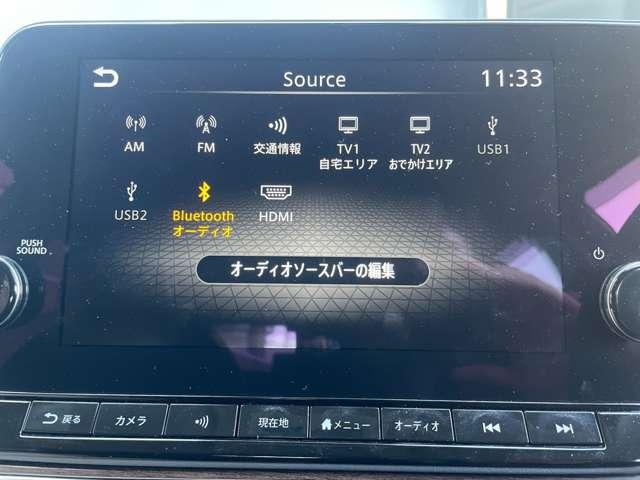 Source
11:33
AM
FM
交通情報
TV1
自宅エリア
TV2
おでかけエリア
USB1
USB2
Bluetooth
オーディオ
HDMI
PUSH
SOUND
オーディオソースバーの編集
戻る
カメラ
現在地
メニュー
オーディオ